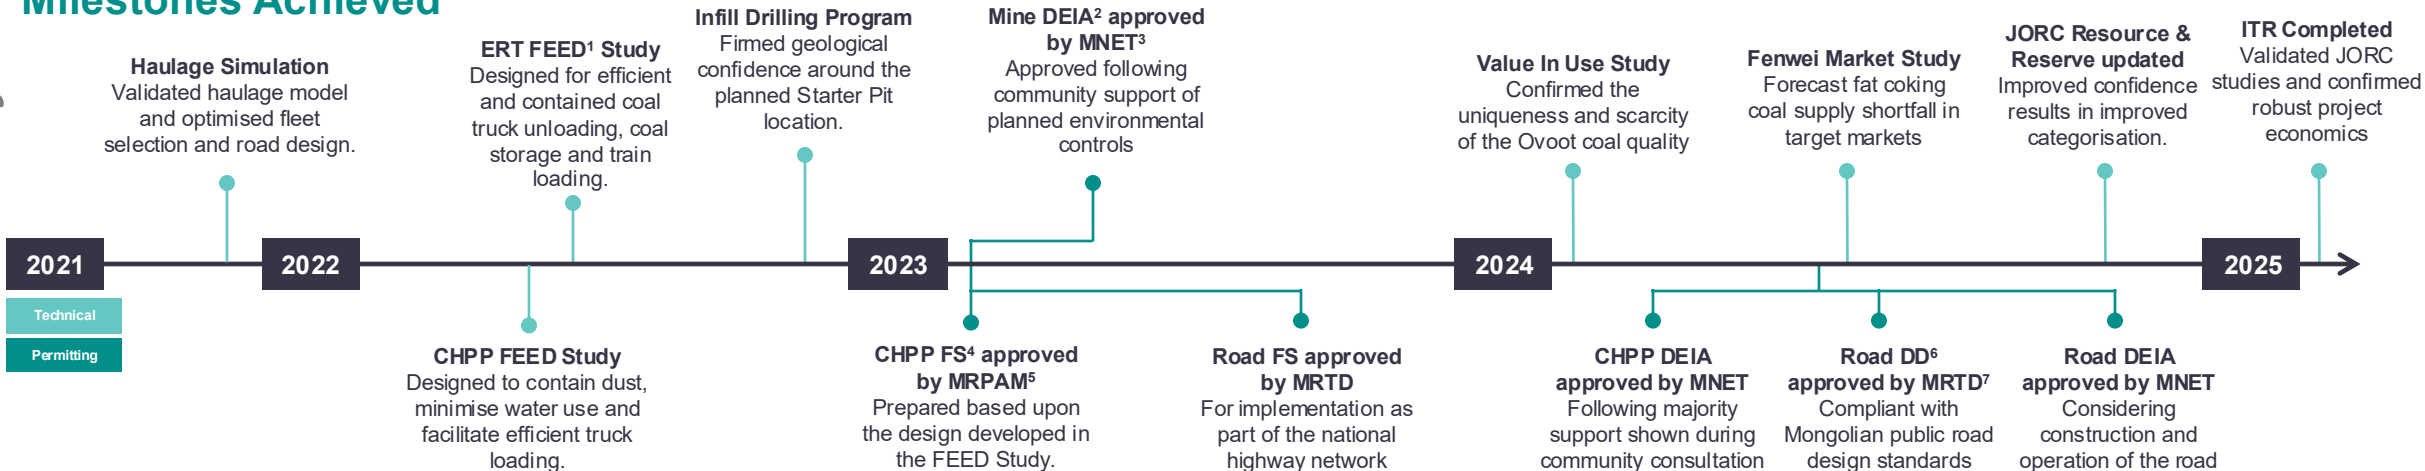 Milestones Achieved
Haulage Simulation
Validated haulage model
and optimised fleet
selection and road design.
ERT FEED¹ Study
Designed for efficient
and contained coal
truck unloading, coal
storage and train
loading.
Infill Drilling Program
Firmed geological
confidence around the
planned Starter Pit
location.
Mine DEIA² approved
by MNET³
Approved following
community support of
planned environmental
controls
Value In Use Study
Confirmed the
uniqueness and scarcity
of the Ovoot coal quality
Fenwei Market Study
Forecast fat coking
coal supply shortfall in
target markets
JORC Resource &
Reserve updated
Improved confidence
results in improved
categorisation.
ITR Completed
Validated JORC
studies and confirmed
robust project
economics
2021
2022
2023
2024
2025
Technical
Permitting
CHPP FEED Study
Designed to contain dust,
minimise water use and
facilitate efficient truck
loading.
CHPP FS⁴ approved
by MRPAM⁵
Prepared based upon
the design developed in
the FEED Study.
Road FS approved
by MRTD
For implementation as
part of the national
highway network
CHPP DEIA
approved by MNET
Following majority
support shown during
community consultation
Road DD⁶
approved by MRTD⁷
Compliant with
Mongolian public road
design standards
Road DEIA
approved by MNET
Considering
construction and
operation of the road